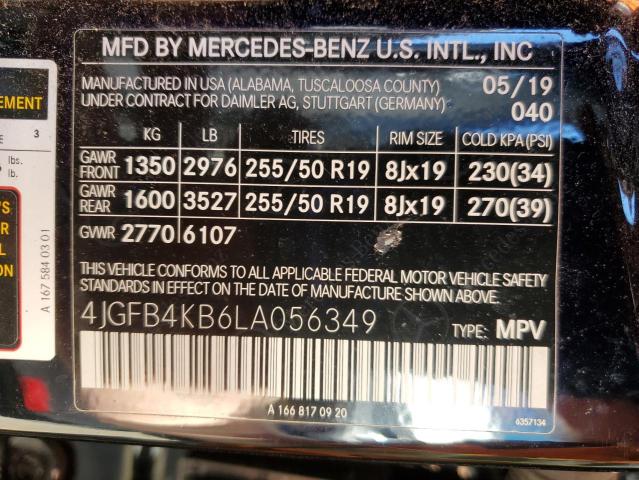 MFD BY MERCEDES-BENZ U.S. INTL., INC
MANUFACTURED IN USA (ALABAMA, TUSCALOOSA COUNTY) 05/19
UNDER CONTRACT FOR DAIMLER AG, STUTTGART (GERMANY) 040
KG LB TIRES RIM SIZE COLD KPA (PSI)
GAWR FRONT 1350 2976 255/50 R19 8Jx19 230(34)
GAWR REAR 1600 3527 255/50 R19 8Jx19 270(39)
GVWR 2770 6107
THIS VEHICLE CONFORMS TO ALL APPLICABLE FEDERAL MOTOR VEHICLE SAFETY
STANDARDS IN EFFECT ON THE DATE OF MANUFACTURE SHOWN ABOVE.
4JGFB4KB6LA056349 TYPE: MPV
A 166 817 09 20
6357134
EMENT
3
lbs.
lb.
A 167 584 03 01